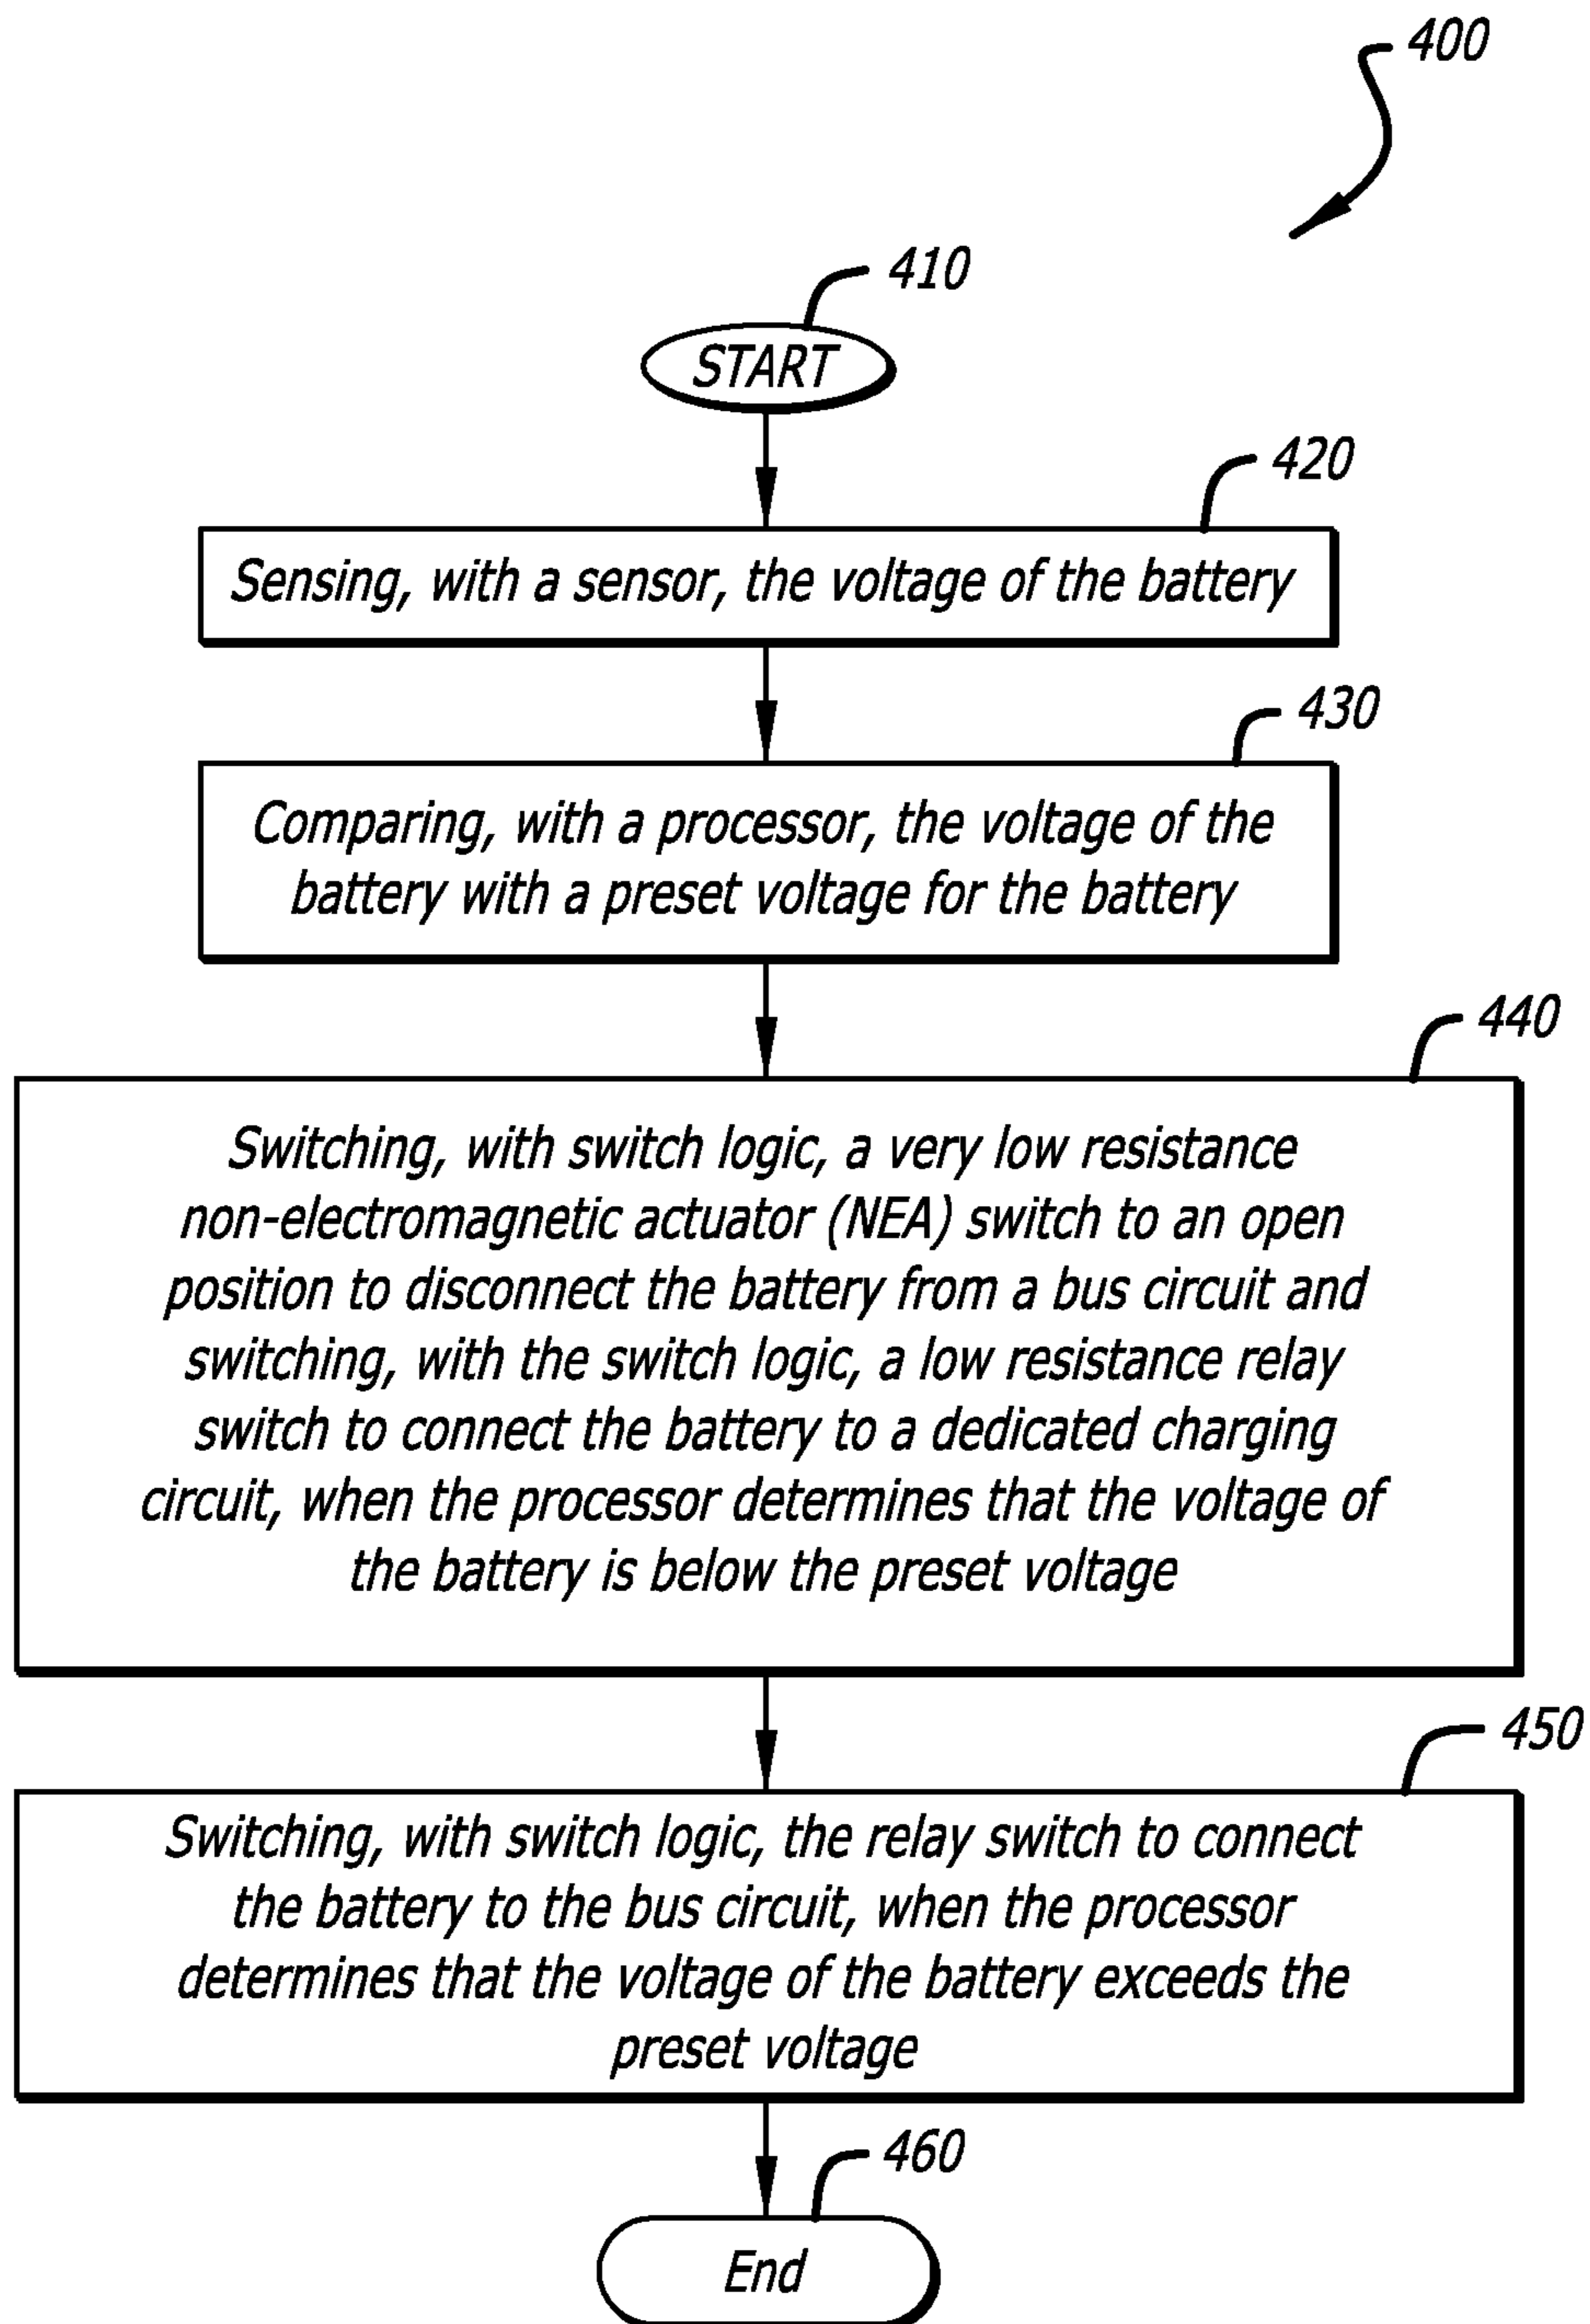 400
410
START
420
Sensing, with a sensor, the voltage of the battery
430
Comparing, with a processor, the voltage of the
battery with a preset voltage for the battery
440
Switching, with switch logic, a very low resistance
non-electromagnetic actuator (NEA) switch to an open
position to disconnect the battery from a bus circuit and
switching, with the switch logic, a low resistance relay
switch to connect the battery to a dedicated charging
circuit, when the processor determines that the voltage of
the battery is below the preset voltage
450
Switching, with switch logic, the relay switch to connect
the battery to the bus circuit, when the processor
determines that the voltage of the battery exceeds the
preset voltage
460
End